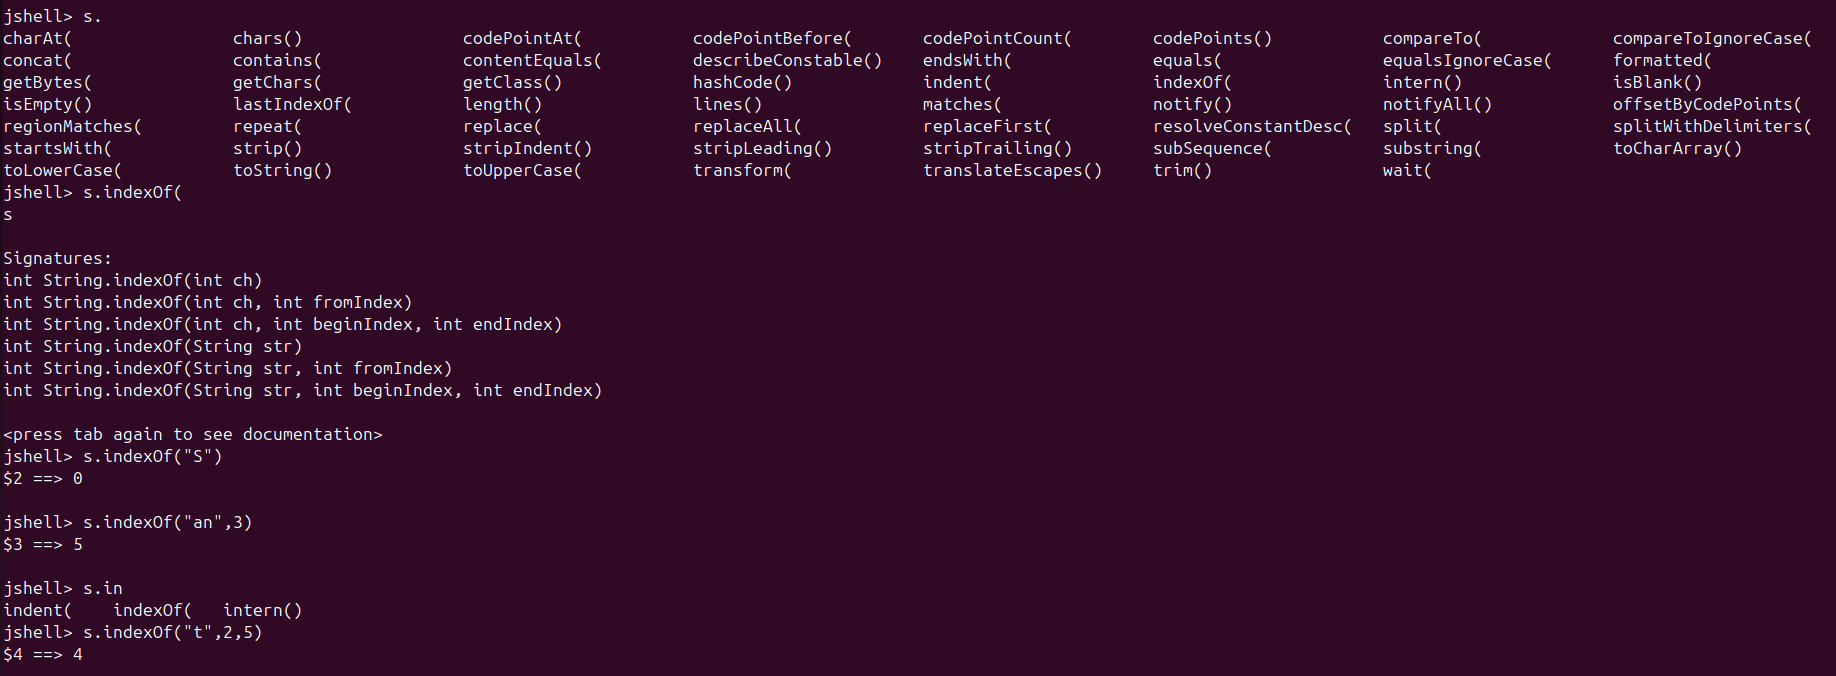 jshell> s.
charAt( chars() codePointAt( codePointBefore( codePointCount( codePoints() compareTo( compareToIgnoreCase(
concat( contains( contentEquals( describeConstable() endsWith( equals( equalsIgnoreCase( formatted(
getBytes( getChars( getClass() hashCode() indent( indexOf( intern() isBlank()
isEmpty() lastIndexOf( length() lines() matches( notify() notifyAll() offsetByCodePoints(
regionMatches( repeat( replace( replaceAll( replaceFirst( resolveConstantDesc( split( splitWithDelimiters(
startsWith( strip() stripIndent() stripLeading() stripTrailing() subSequence( substring( toCharArray()
toLowerCase( toString() toUpperCase( transform( translateEscapes() trim() wait(
jshell> s.indexOf(
s
Signatures:
int String.indexOf(int ch)
int String.indexOf(int ch, int fromIndex)
int String.indexOf(int ch, int beginIndex, int endIndex)
int String.indexOf(String str)
int String.indexOf(String str, int fromIndex)
int String.indexOf(String str, int beginIndex, int endIndex)
<press tab again to see documentation>
jshell> s.indexOf("S")
$2 ==> 0
jshell> s.indexOf("an",3)
$3 ==> 5
jshell> s.in
indent( indexOf( intern()
jshell> s.indexOf("t",2,5)
$4 ==> 4